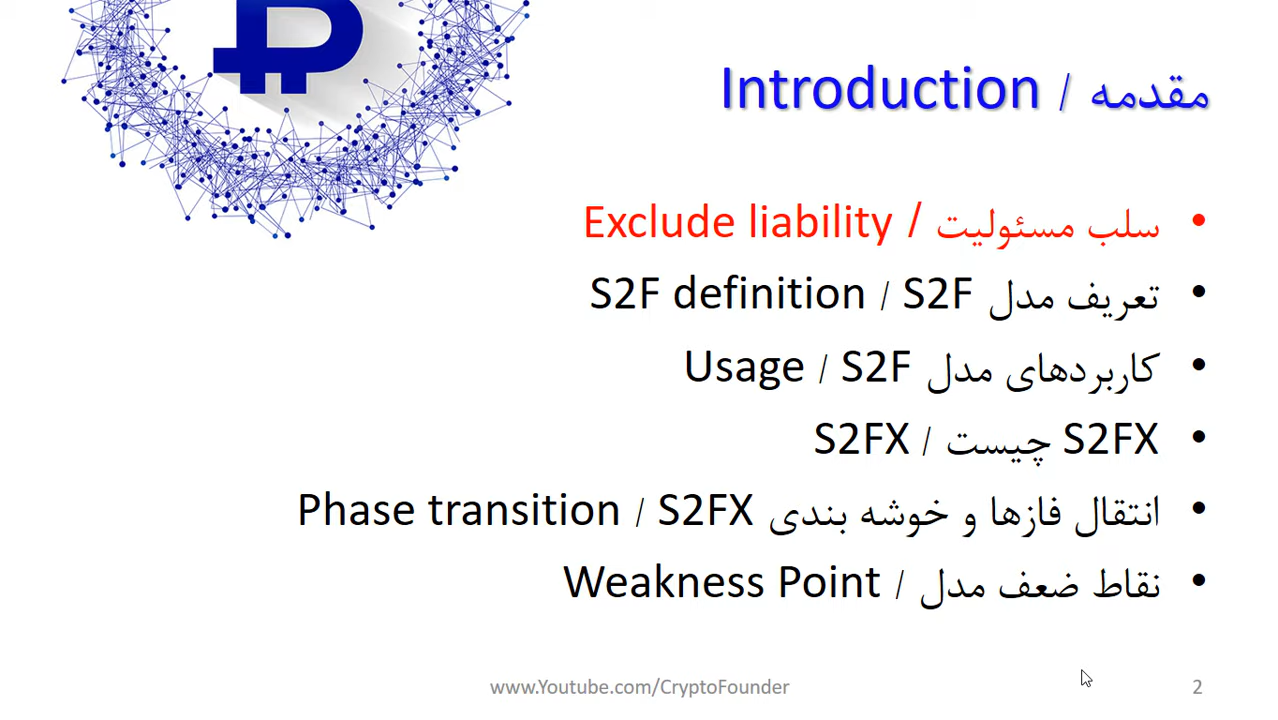 مقدمه / Introduction
• سلب مسئولیت / Exclude liability
• تعریف مدل S2F / S2F definition
• کاربردهای مدل S2F / Usage
• S2FX چیست / S2FX
• انتقال فازها و خوشه بندی S2FX / Phase transition
• نقاط ضعف مدل / Weakness Point
www.Youtube.com/CryptoFounder
2